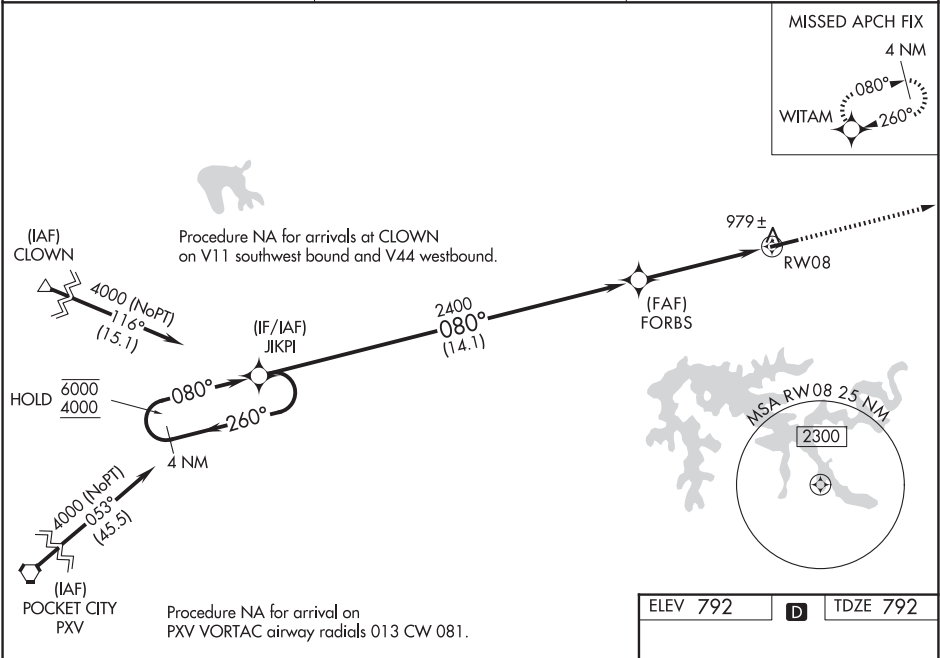 MISSED APCH FIX
4 NM
080°
260°
WITAM
979 ±
RW08
(IAF)
CLOWN
Procedure NA for arrivals at CLOWN
on V11 southwest bound and V44 westbound.
4000 (NoPT)
116°
(15.1)
(IF/IAF)
JIKPI
2400
080°
(14.1)
(FAF)
FORBS
HOLD
6000
4000
080°
260°
4 NM
MSA RW08 25 NM
2300
4000 (NoPT)
053°
(45.5)
(IAF)
POCKET CITY
PXV
Procedure NA for arrival on
PXV VORTAC airway radials 013 CW 081.
ELEV 792
D
TDZE 792